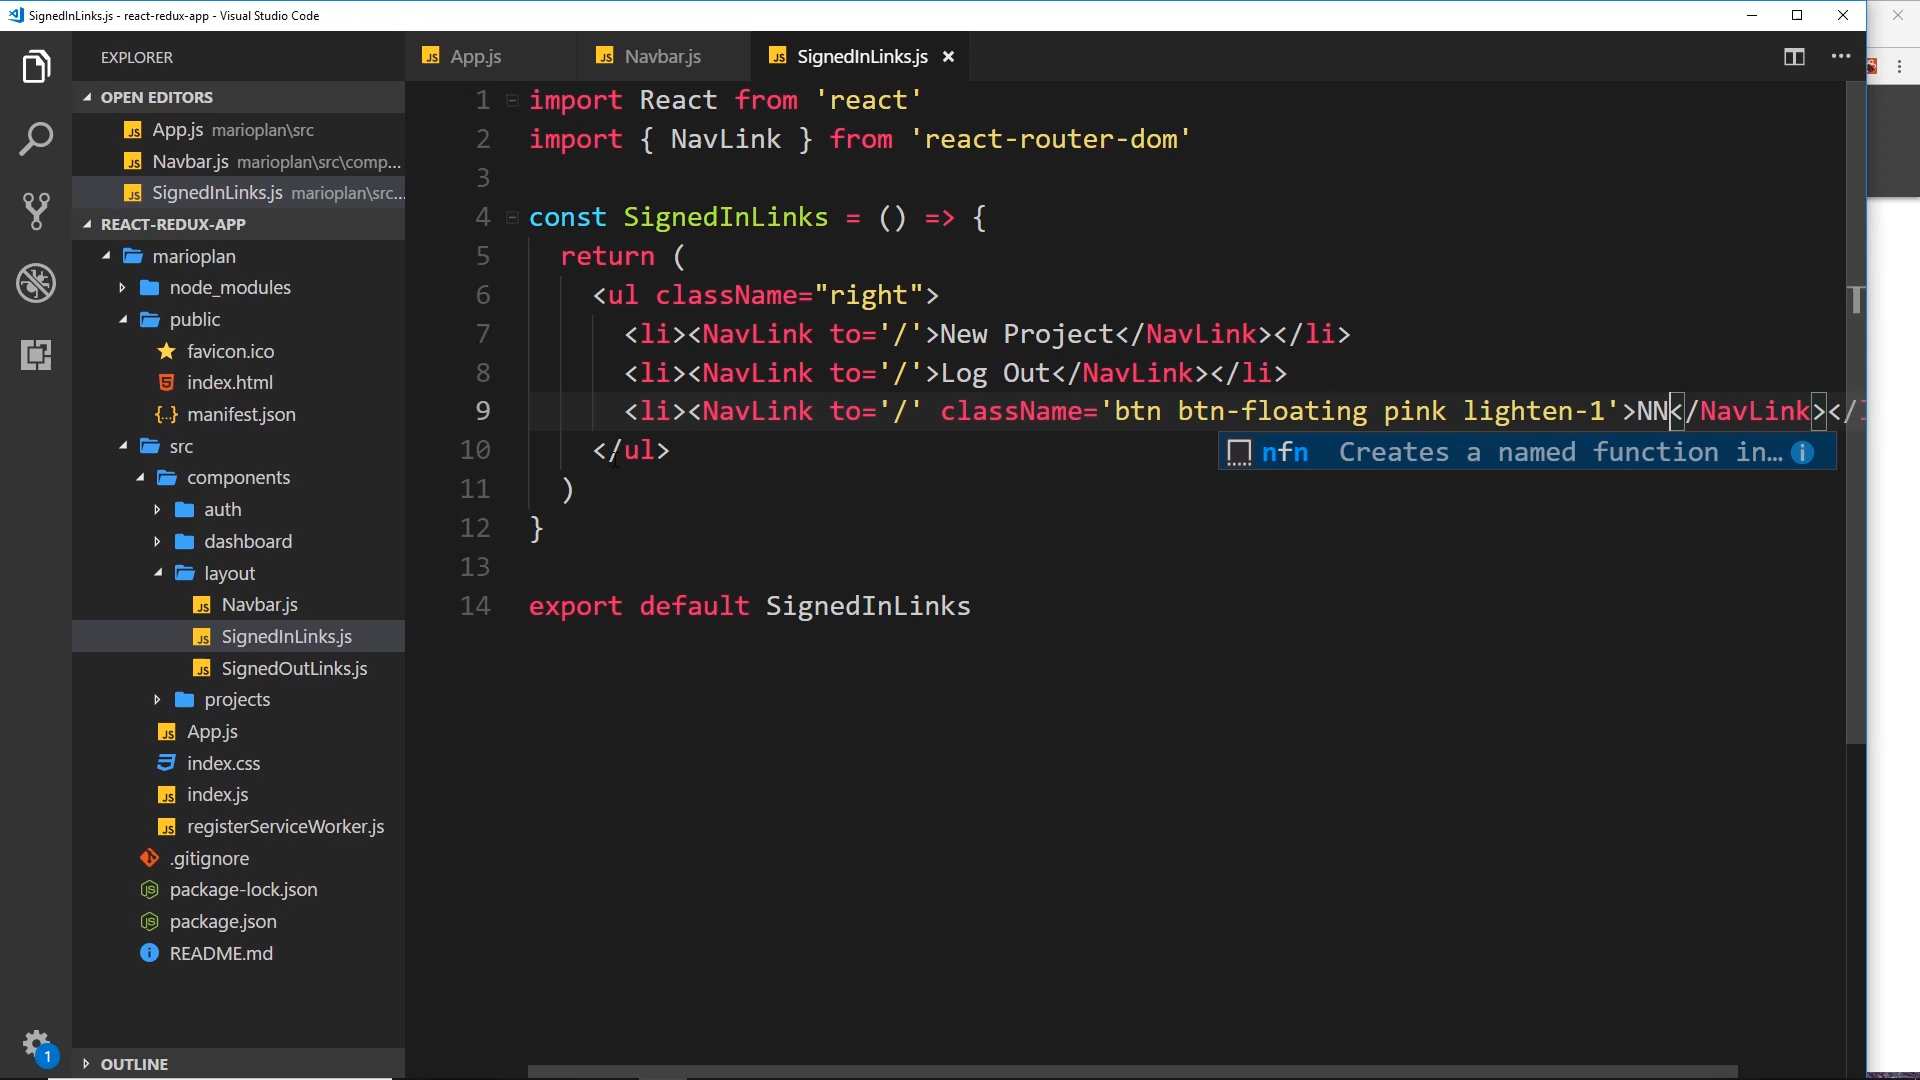 SignedInLinks.js - react-redux-app - Visual Studio Code
EXPLORER
OPEN EDITORS
App.js marioplan\src
Navbar.js marioplan\src\comp...
SignedInLinks.js marioplan\src...
REACT-REDUX-APP
marioplan
node_modules
public
favicon.ico
index.html
manifest.json
src
components
auth
dashboard
layout
Navbar.js
SignedInLinks.js
SignedOutLinks.js
projects
App.js
index.css
index.js
registerServiceWorker.js
.gitignore
package-lock.json
package.json
README.md
OUTLINE
1
App.js
Navbar.js
SignedInLinks.js
1 import React from 'react'
2 import { NavLink } from 'react-router-dom'
3
4 const SignedInLinks = () => {
5 return (
6 <ul className="right">
7 <li><NavLink to='/'>New Project</NavLink></li>
8 <li><NavLink to='/'>Log Out</NavLink></li>
9 <li><NavLink to='/' className='btn btn-floating pink lighten-1'>NN</NavLink></l
10 </ul>
nfn Creates a named function in...
11 )
12 }
13
14 export default SignedInLinks